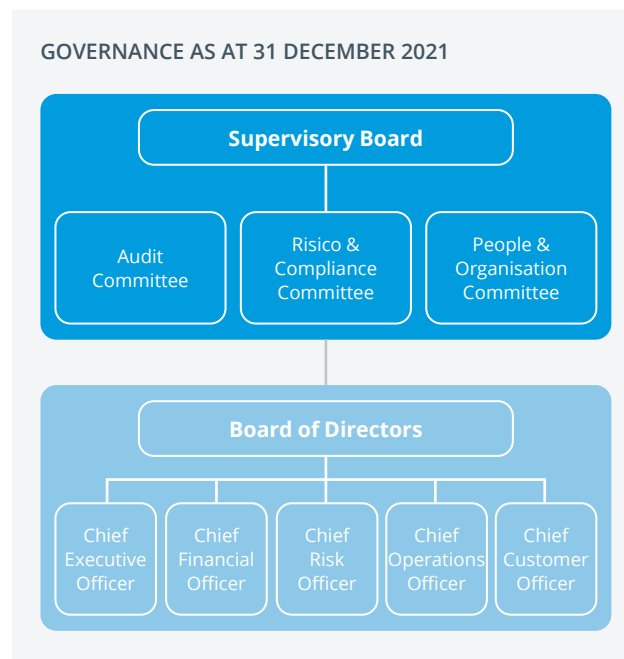 GOVERNANCE AS AT 31 DECEMBER 2021
Supervisory Board
Audit
Committee
Risico &
Compliance
Committee
People &
Organisation
Committee
Board of Directors
Chief
Executive
Officer
Chief
Financial
Officer
Chief
Risk
Officer
Chief
Operations
Officer
Chief
Customer
Officer